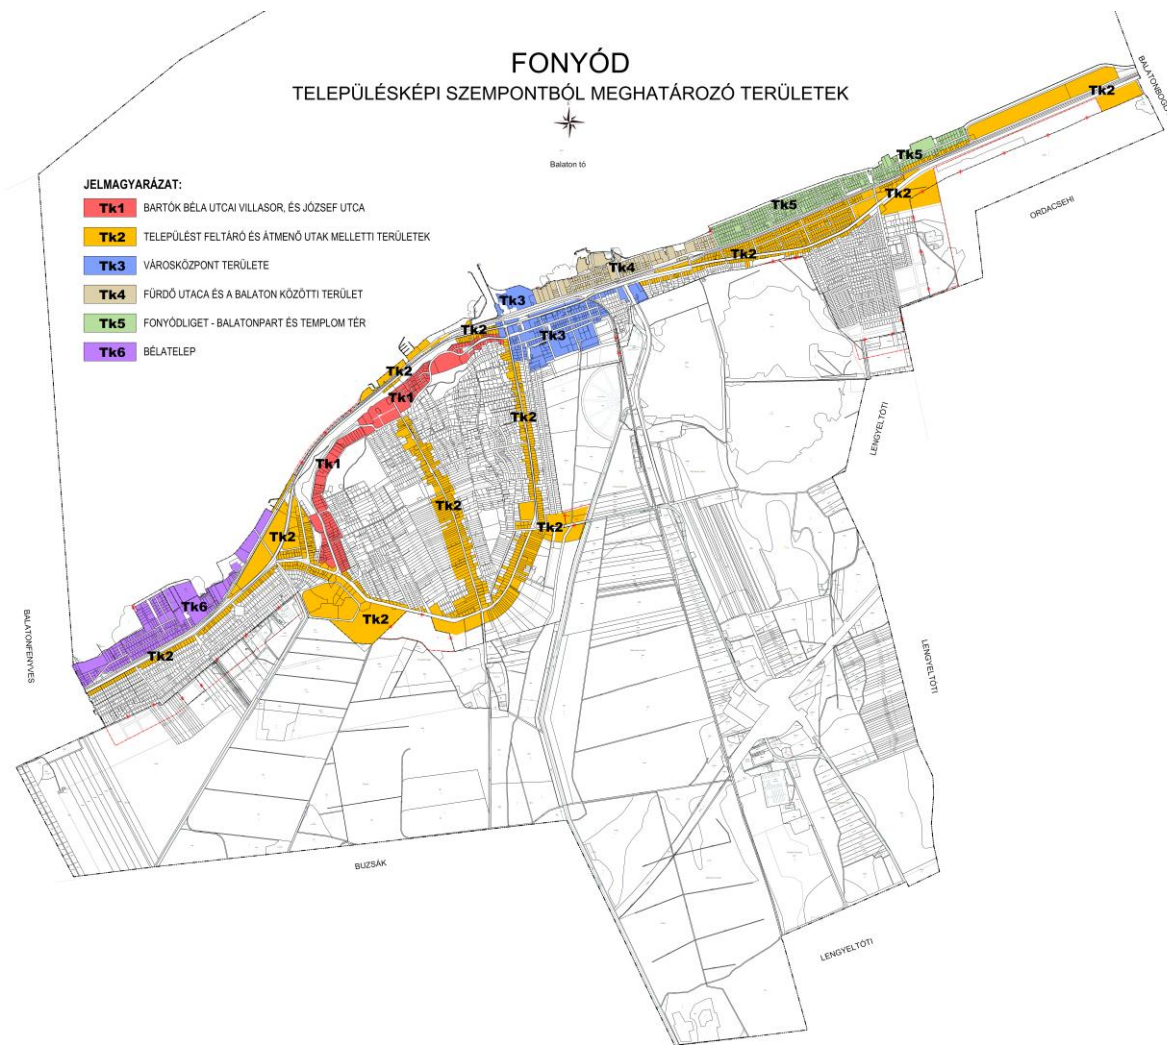 FONYÓD
TELEPÜLÉSKÉPI SZEMPONTBÓL MEGHATÁROZÓ TERÜLETEK
Balaton tó
JELMAGYARÁZAT:
Tk1 BARTÓK BÉLA UTCAI VILLASOR, ÉS JÓZSEF UTCA
Tk2 TELEPÜLÉST FELTÁRÓ ÉS ÁTMENŐ UTAK MELLETTI TERÜLETEK
Tk3 VÁROSKÖZPONT TERÜLETE
Tk4 FÜRDŐ UTACA ÉS A BALATON KÖZÖTTI TERÜLET
Tk5 FONYÓDLIGET - BALATONPART ÉS TEMPLOM TÉR
Tk6 BÉLATELEP
BALATONBOGL
Tk2
Tk5
Tk2
Tk5
ORDACSEHI
Tk2
Tk4
Tk3
Tk2
Tk3
Tk2
Tk1
Tk2
LENGYELTÓTI
Tk1
Tk2
Tk2
Tk2
Tk6
Tk2
Tk2
BALATONFENYVES
LENGYELTÓTI
BUZSÁK
LENGYELTÓTI